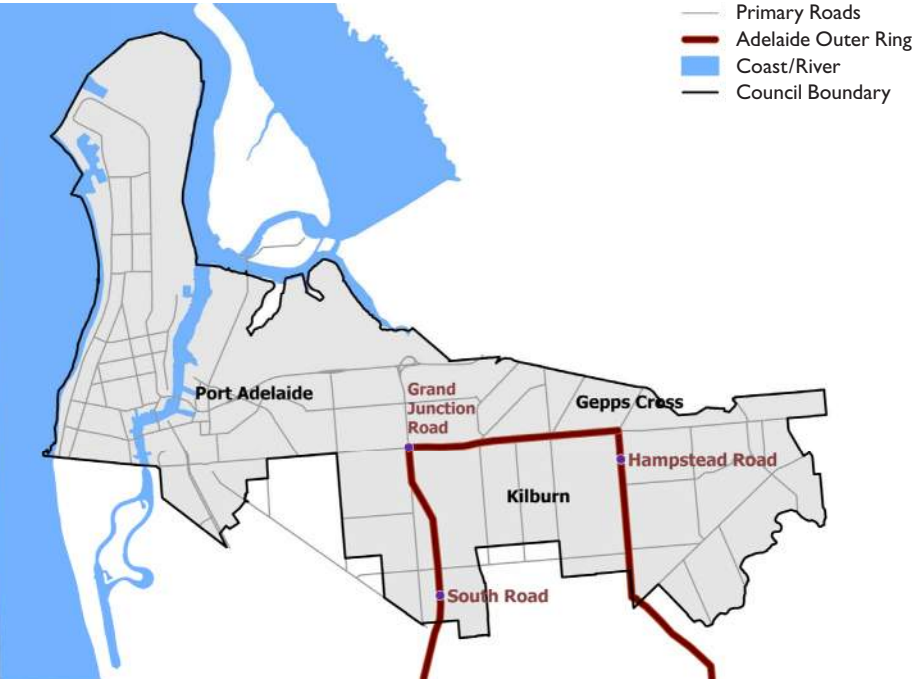 Primary Roads
Adelaide Outer Ring
Coast/River
Council Boundary
Port Adelaide
Grand
Junction
Road
Gepps Cross
Hampstead Road
Kilburn
South Road